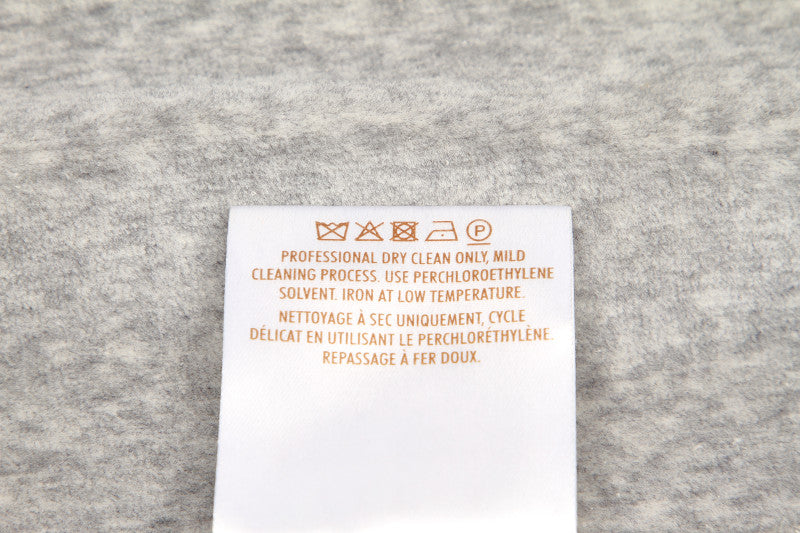 PROFESSIONAL DRY CLEAN ONLY, MILD
CLEANING PROCESS. USE PERCHLOROETHYLENE
SOLVENT. IRON AT LOW TEMPERATURE.
NETTOYAGE À SEC UNIQUEMENT, CYCLE
DÉLICAT EN UTILISANT LE PERCHLORÉTHYLÈNE.
REPASSAGE À FER DOUX.